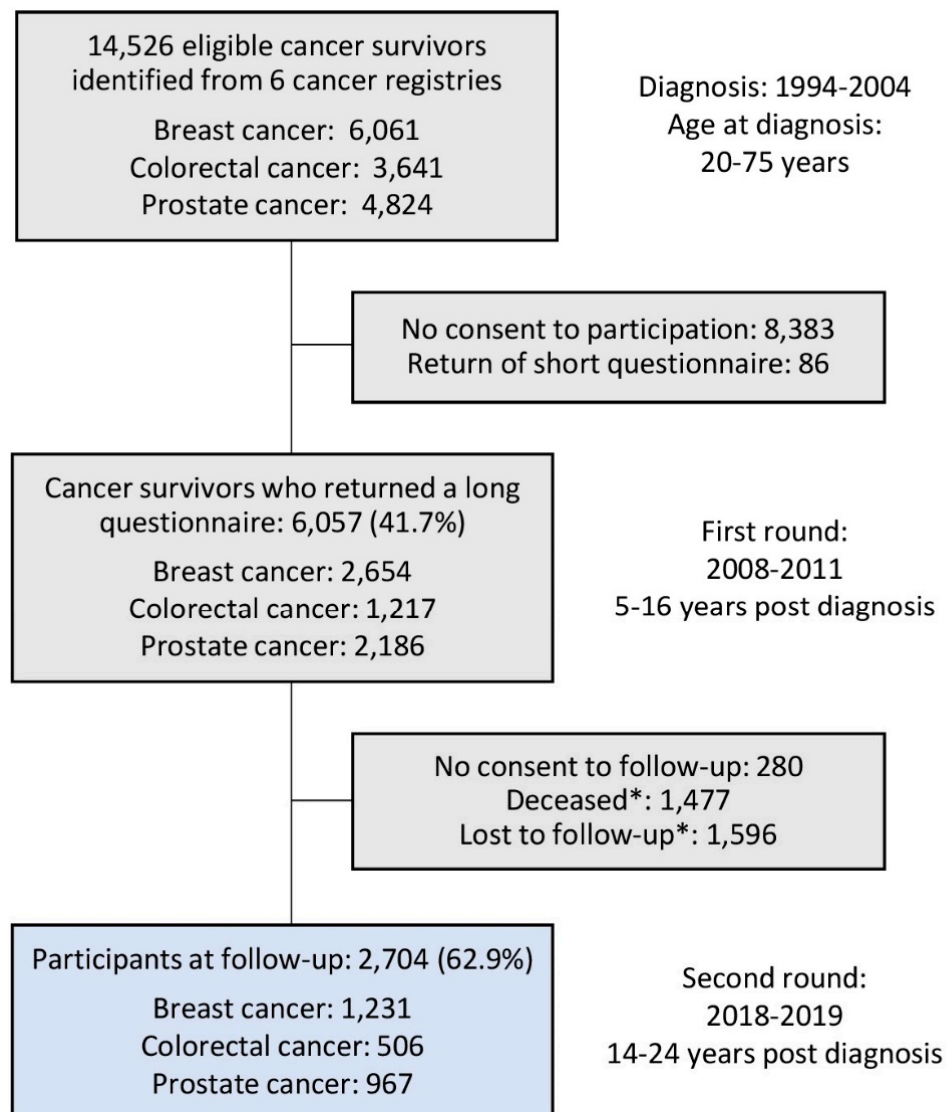 14,526 eligible cancer survivors
identified from 6 cancer registries
Breast cancer: 6,061
Colorectal cancer: 3,641
Prostate cancer: 4,824
Diagnosis: 1994-2004
Age at diagnosis:
20-75 years
No consent to participation: 8,383
Return of short questionnaire: 86
Cancer survivors who returned a long
questionnaire: 6,057 (41.7%)
Breast cancer: 2,654
Colorectal cancer: 1,217
Prostate cancer: 2,186
First round:
2008-2011
5-16 years post diagnosis
No consent to follow-up: 280
Deceased*: 1,477
Lost to follow-up*: 1,596
Participants at follow-up: 2,704 (62.9%)
Breast cancer: 1,231
Colorectal cancer: 506
Prostate cancer: 967
Second round:
2018-2019
14-24 years post diagnosis